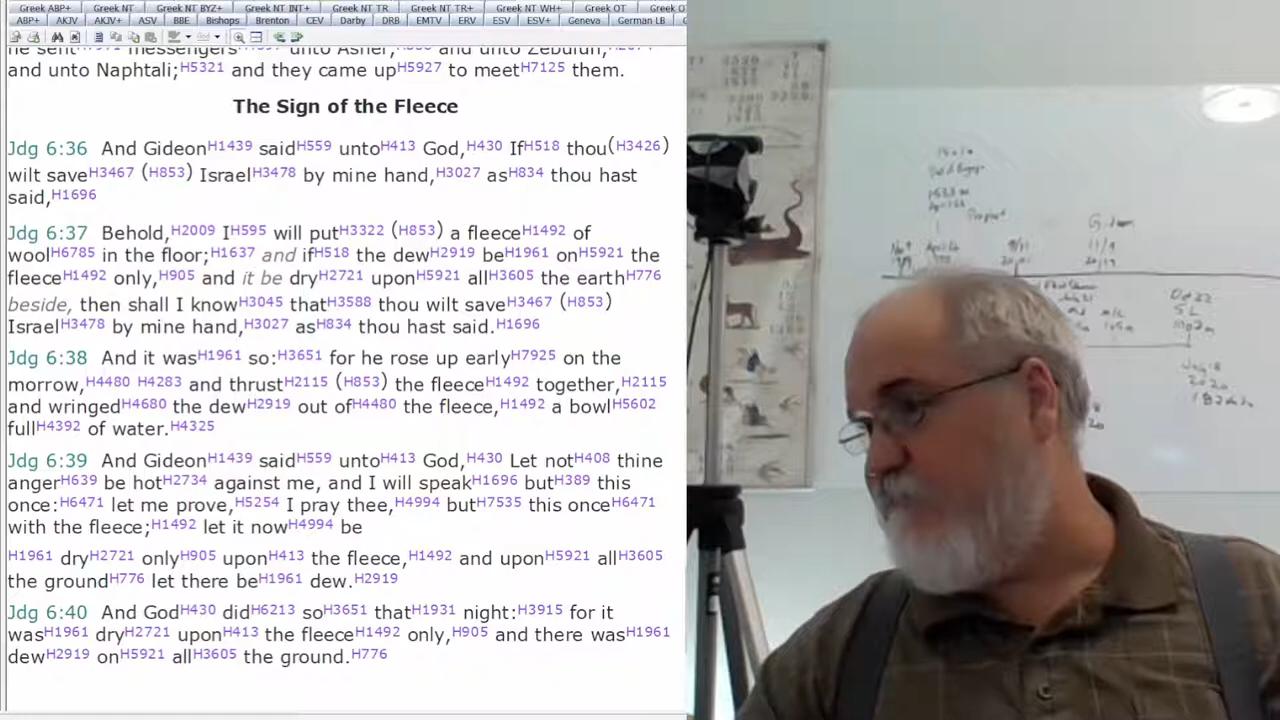 Greek ABP+ Greek NT Greek NT BYZ+ Greek NT INT+ Greek NT TR Greek NT TR+ Greek NT WH+ Greek OT
ABP+ AKJV AKJV+ ASV BBE Bishops Brenton CEV Darby DRB EMTV ERV ESV ESV+ Geneva German LB
he sent messengers unto Asher, and unto Zebulun,
and unto Naphtali;H5321 and they came upH5927 to meetH7125 them.
The Sign of the Fleece
Jdg 6:36 And GideonH1439 saidH559 untoH413 God,H430 IfH518 thou(H3426)
wilt saveH3467 (H853) IsraelH3478 by mine hand,H3027 asH834 thou hast
said,H1696
Jdg 6:37 Behold,H2009 IH595 will putH3322 (H853) a fleeceH1492 of
woolH6785 in the floor;H1637 and ifH518 the dewH2919 beH1961 onH5921 the
fleeceH1492 only,H905 and it be dryH2721 uponH5921 allH3605 the earthH776
beside, then shall I knowH3045 thatH3588 thou wilt saveH3467 (H853)
IsraelH3478 by mine hand,H3027 asH834 thou hast said.H1696
Jdg 6:38 And it wasH1961 so:H3651 for he rose up earlyH7925 on the
morrow,H4480 H4283 and thrustH2115 (H853) the fleeceH1492 together,H2115
and wringedH4680 the dewH2919 out ofH4480 the fleece,H1492 a bowlH5602
fullH4392 of water.H4325
Jdg 6:39 And GideonH1439 saidH559 untoH413 God,H430 Let notH408 thine
angerH639 be hotH2734 against me, and I will speakH1696 butH389 this
once:H6471 let me prove,H5254 I pray thee,H4994 butH7535 this onceH6471
with the fleece;H1492 let it nowH4994 be
H1961 dryH2721 onlyH905 uponH413 the fleece,H1492 and uponH5921 allH3605
the groundH776 let there beH1961 dew.H2919
Jdg 6:40 And GodH430 didH6213 soH3651 thatH1931 night:H3915 for it
wasH1961 dryH2721 uponH413 the fleeceH1492 only,H905 and there wasH1961
dewH2919 onH5921 allH3605 the ground.H776